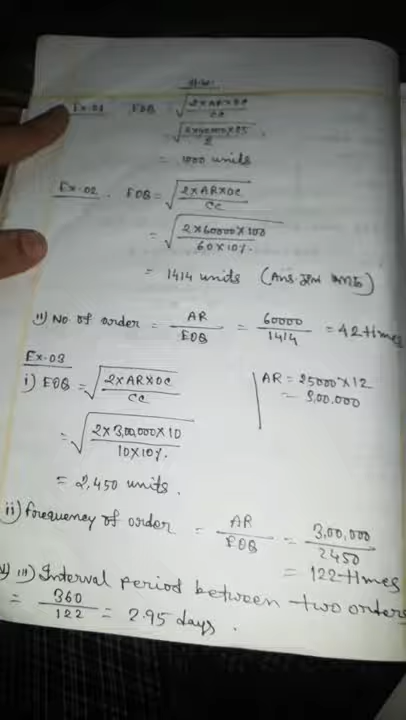 Ex.01 EOQ = √2×AR×OC
CC
= 1000 units
Ex.02. EOQ = √2×AR×OC
CC
= √2×60000×100
60×10%
= 1414 units (Ans
ii) No of order = AR/EOQ = 60000/1414 = 42 times
Ex.03
i) EOQ = √2×AR×OC
CC
AR = 25000×12
= 3,00,000
= √2×3,00,000×10
10×10%
= 2,450 units.
ii) Frequency of order = AR/EOQ = 3,00,000/2450
= 122 times
iii) Interval period between two orders
= 360/122 = 2.95 days.